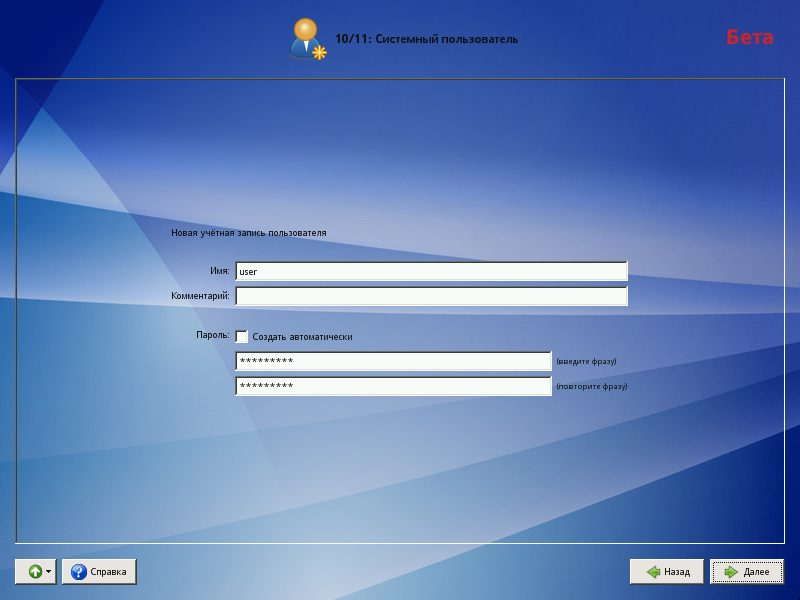 10/11: Системный пользователь
Бета
Новая учётная запись пользователя
Имя: user
Комментарий:
Пароль: Создать автоматически
********* (введите фразу)
********* (повторите фразу)
Справка Назад Далее